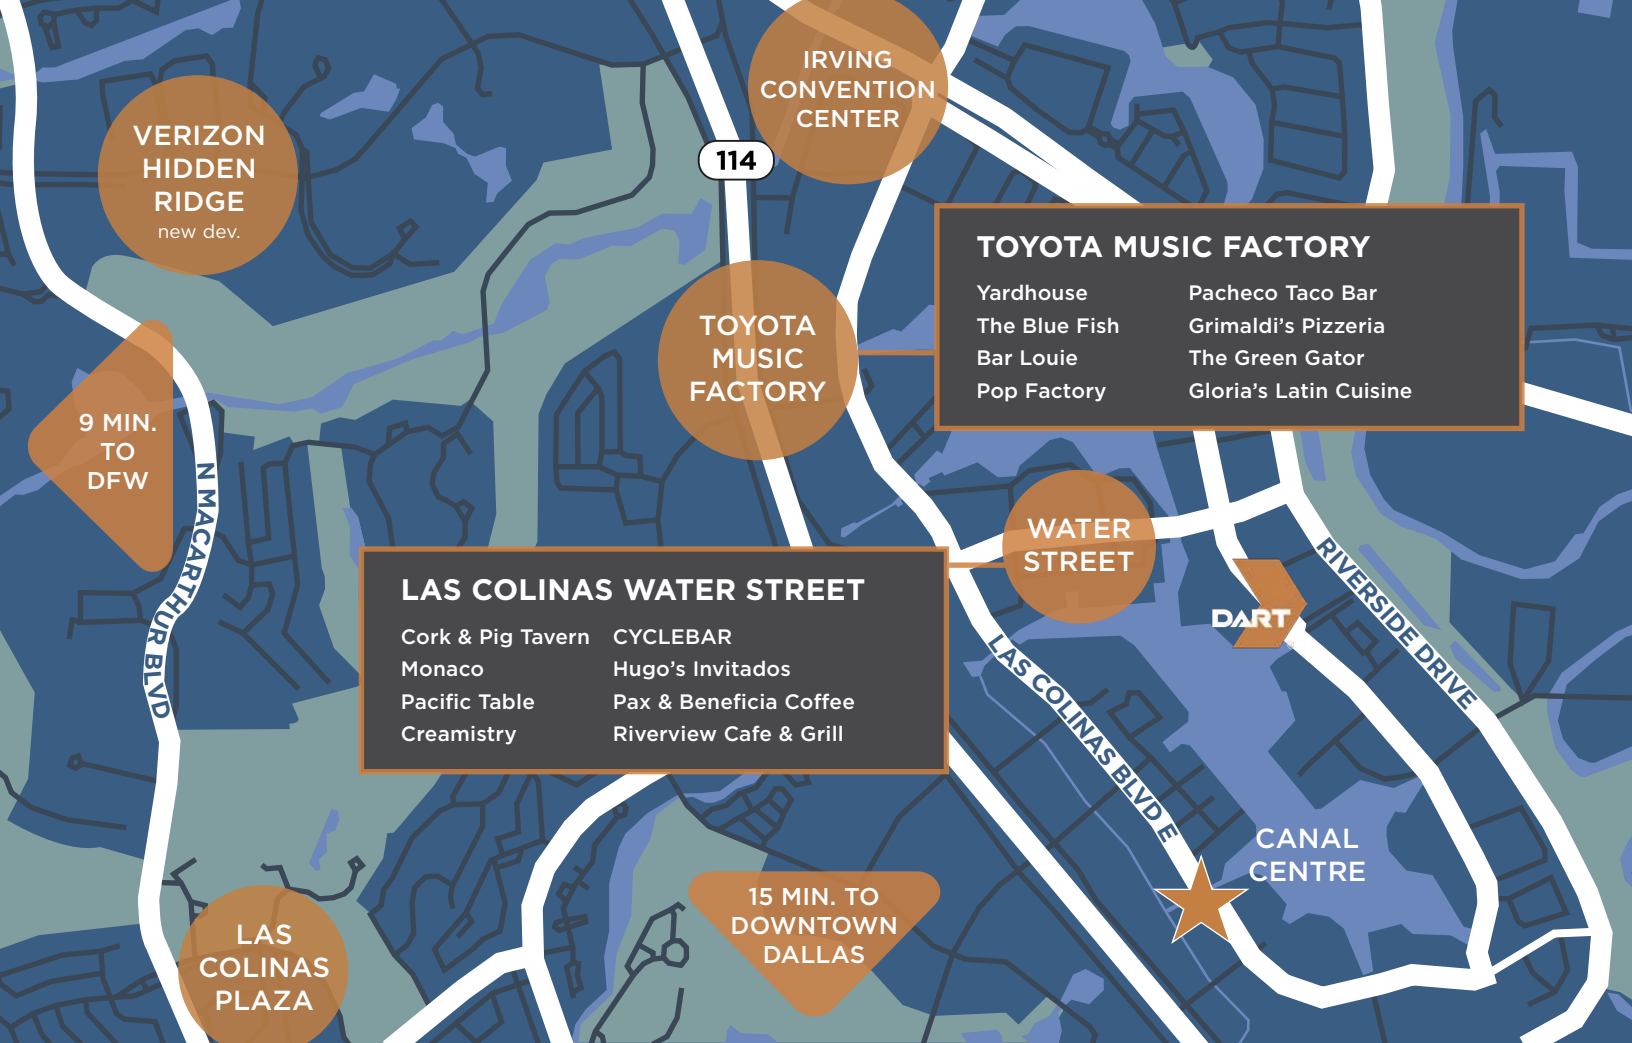 IRVING
CONVENTION
CENTER
VERIZON
HIDDEN
RIDGE
new dev.
114
TOYOTA MUSIC FACTORY
Yardhouse
Pacheco Taco Bar
The Blue Fish
Grimaldi's Pizzeria
Bar Louie
The Green Gator
Pop Factory
Gloria's Latin Cuisine
TOYOTA
MUSIC
FACTORY
9 MIN.
TO
DFW
N MACARTHUR BLVD
WATER
STREET
LAS COLINAS WATER STREET
Cork & Pig Tavern
CYCLEBAR
Monaco
Hugo's Invitados
Pacific Table
Pax & Beneficia Coffee
Creamistry
Riverview Cafe & Grill
DART
RIVERSIDE DRIVE
LAS COLINAS BLVD E
CANAL
CENTRE
15 MIN. TO
DOWNTOWN
DALLAS
LAS
COLINAS
PLAZA